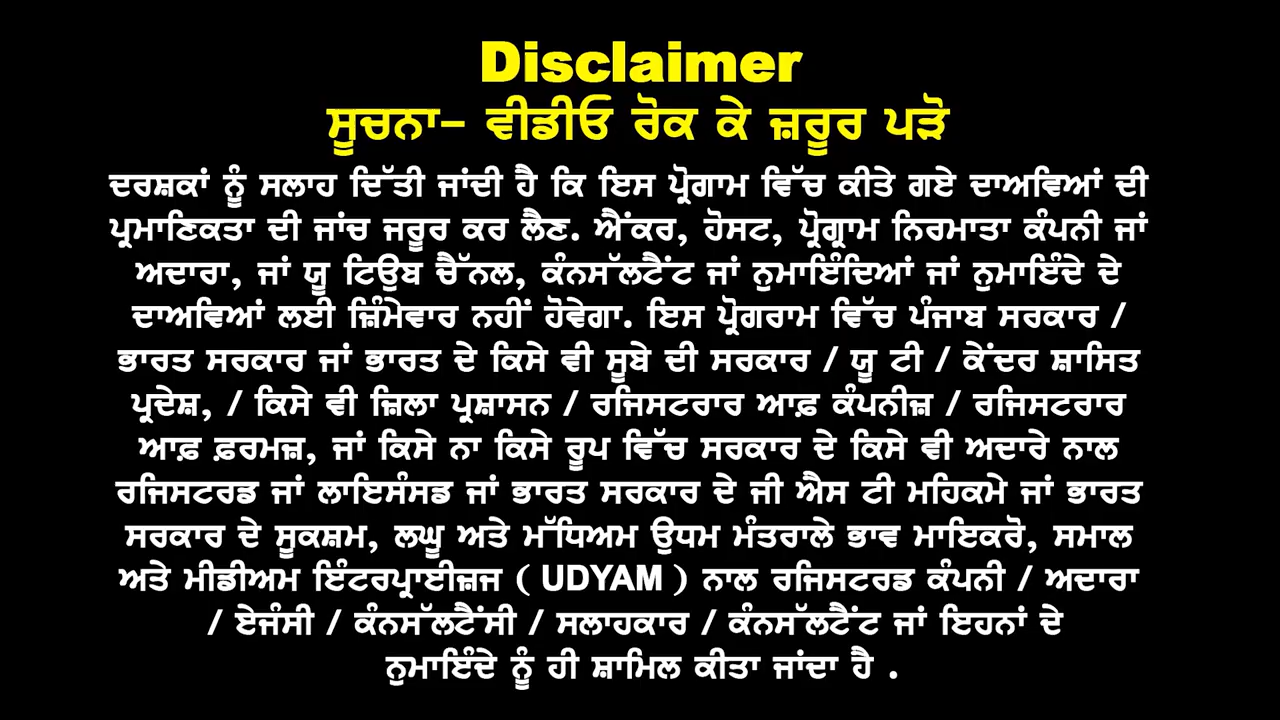 Disclaimer
ਸੂਚਨਾ- ਵੀਡੀਓ ਰੋਕ ਕੇ ਜ਼ਰੂਰ ਪੜੋ
ਦਰਸ਼ਕਾਂ ਨੂੰ ਸਲਾਹ ਦਿੱਤੀ ਜਾਂਦੀ ਹੈ ਕਿ ਇਸ ਪ੍ਰੋਗਾਮ ਵਿੱਚ ਕੀਤੇ ਗਏ ਦਾਅਵਿਆਂ ਦੀ
ਪ੍ਰਮਾਣਿਕਤਾ ਦੀ ਜਾਂਚ ਜਰੂਰ ਕਰ ਲੈਣ. ਐਂਕਰ, ਹੋਸਟ, ਪ੍ਰੋਗ੍ਰਾਮ ਨਿਰਮਾਤਾ ਕੰਪਨੀ ਜਾਂ
ਅਦਾਰਾ, ਜਾਂ ਯੂ ਟਿਉਬ ਚੈੱਨਲ, ਕੰਨਸੱਲਟੈਂਟ ਜਾਂ ਨੁਮਾਇੰਦਿਆਂ ਜਾਂ ਨੁਮਾਇੰਦੇ ਦੇ
ਦਾਅਵਿਆਂ ਲਈ ਜ਼ਿੰਮੇਵਾਰ ਨਹੀਂ ਹੋਵੇਗਾ. ਇਸ ਪ੍ਰੋਗਰਾਮ ਵਿੱਚ ਪੰਜਾਬ ਸਰਕਾਰ /
ਭਾਰਤ ਸਰਕਾਰ ਜਾਂ ਭਾਰਤ ਦੇ ਕਿਸੇ ਵੀ ਸੂਬੇ ਦੀ ਸਰਕਾਰ / ਯੂ ਟੀ / ਕੇਂਦਰ ਸ਼ਾਸਿਤ
ਪ੍ਰਦੇਸ਼, / ਕਿਸੇ ਵੀ ਜ਼ਿਲਾ ਪ੍ਰਸ਼ਾਸਨ / ਰਜਿਸਟਰਾਰ ਆਫ਼ ਕੰਪਨੀਜ਼ / ਰਜਿਸਟਰਾਰ
ਆਫ਼ ਫ਼ਰਮਜ਼, ਜਾਂ ਕਿਸੇ ਨਾ ਕਿਸੇ ਰੂਪ ਵਿੱਚ ਸਰਕਾਰ ਦੇ ਕਿਸੇ ਵੀ ਅਦਾਰੇ ਨਾਲ
ਰਜਿਸਟਰਡ ਜਾਂ ਲਾਇਸੰਸਡ ਜਾਂ ਭਾਰਤ ਸਰਕਾਰ ਦੇ ਜੀ ਐਸ ਟੀ ਮਹਿਕਮੇ ਜਾਂ ਭਾਰਤ
ਸਰਕਾਰ ਦੇ ਸੂਕਸ਼ਮ, ਲਘੂ ਅਤੇ ਮੱਧਿਅਮ ਉਧਮ ਮੰਤਰਾਲੇ ਭਾਵ ਮਾਇਕਰੋ, ਸਮਾਲ
ਅਤੇ ਮੀਡੀਅਮ ਇੰਟਰਪ੍ਰਾਈਜ਼ਜ ( UDYAM ) ਨਾਲ ਰਜਿਸਟਰਡ ਕੰਪਨੀ / ਅਦਾਰਾ
/ ਏਜੰਸੀ / ਕੰਨਸੱਲਟੈਂਸੀ / ਸਲਾਹਕਾਰ / ਕੰਨਸੱਲਟੈਂਟ ਜਾਂ ਇਹਨਾਂ ਦੇ
ਨੁਮਾਇੰਦੇ ਨੂੰ ਹੀ ਸ਼ਾਮਿਲ ਕੀਤਾ ਜਾਂਦਾ ਹੈ .